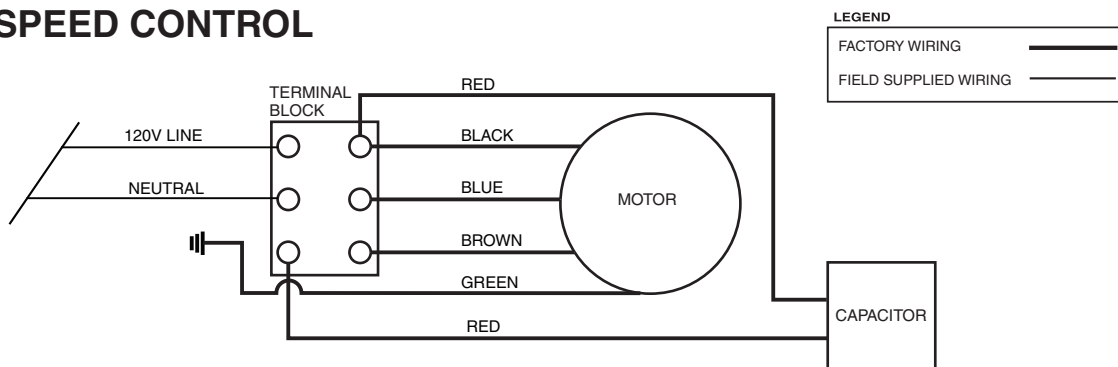 SPEED CONTROL
LEGEND
FACTORY WIRING
FIELD SUPPLIED WIRING
TERMINAL
BLOCK
RED
120V LINE
BLACK
NEUTRAL
BLUE
MOTOR
BROWN
GREEN
RED
CAPACITOR